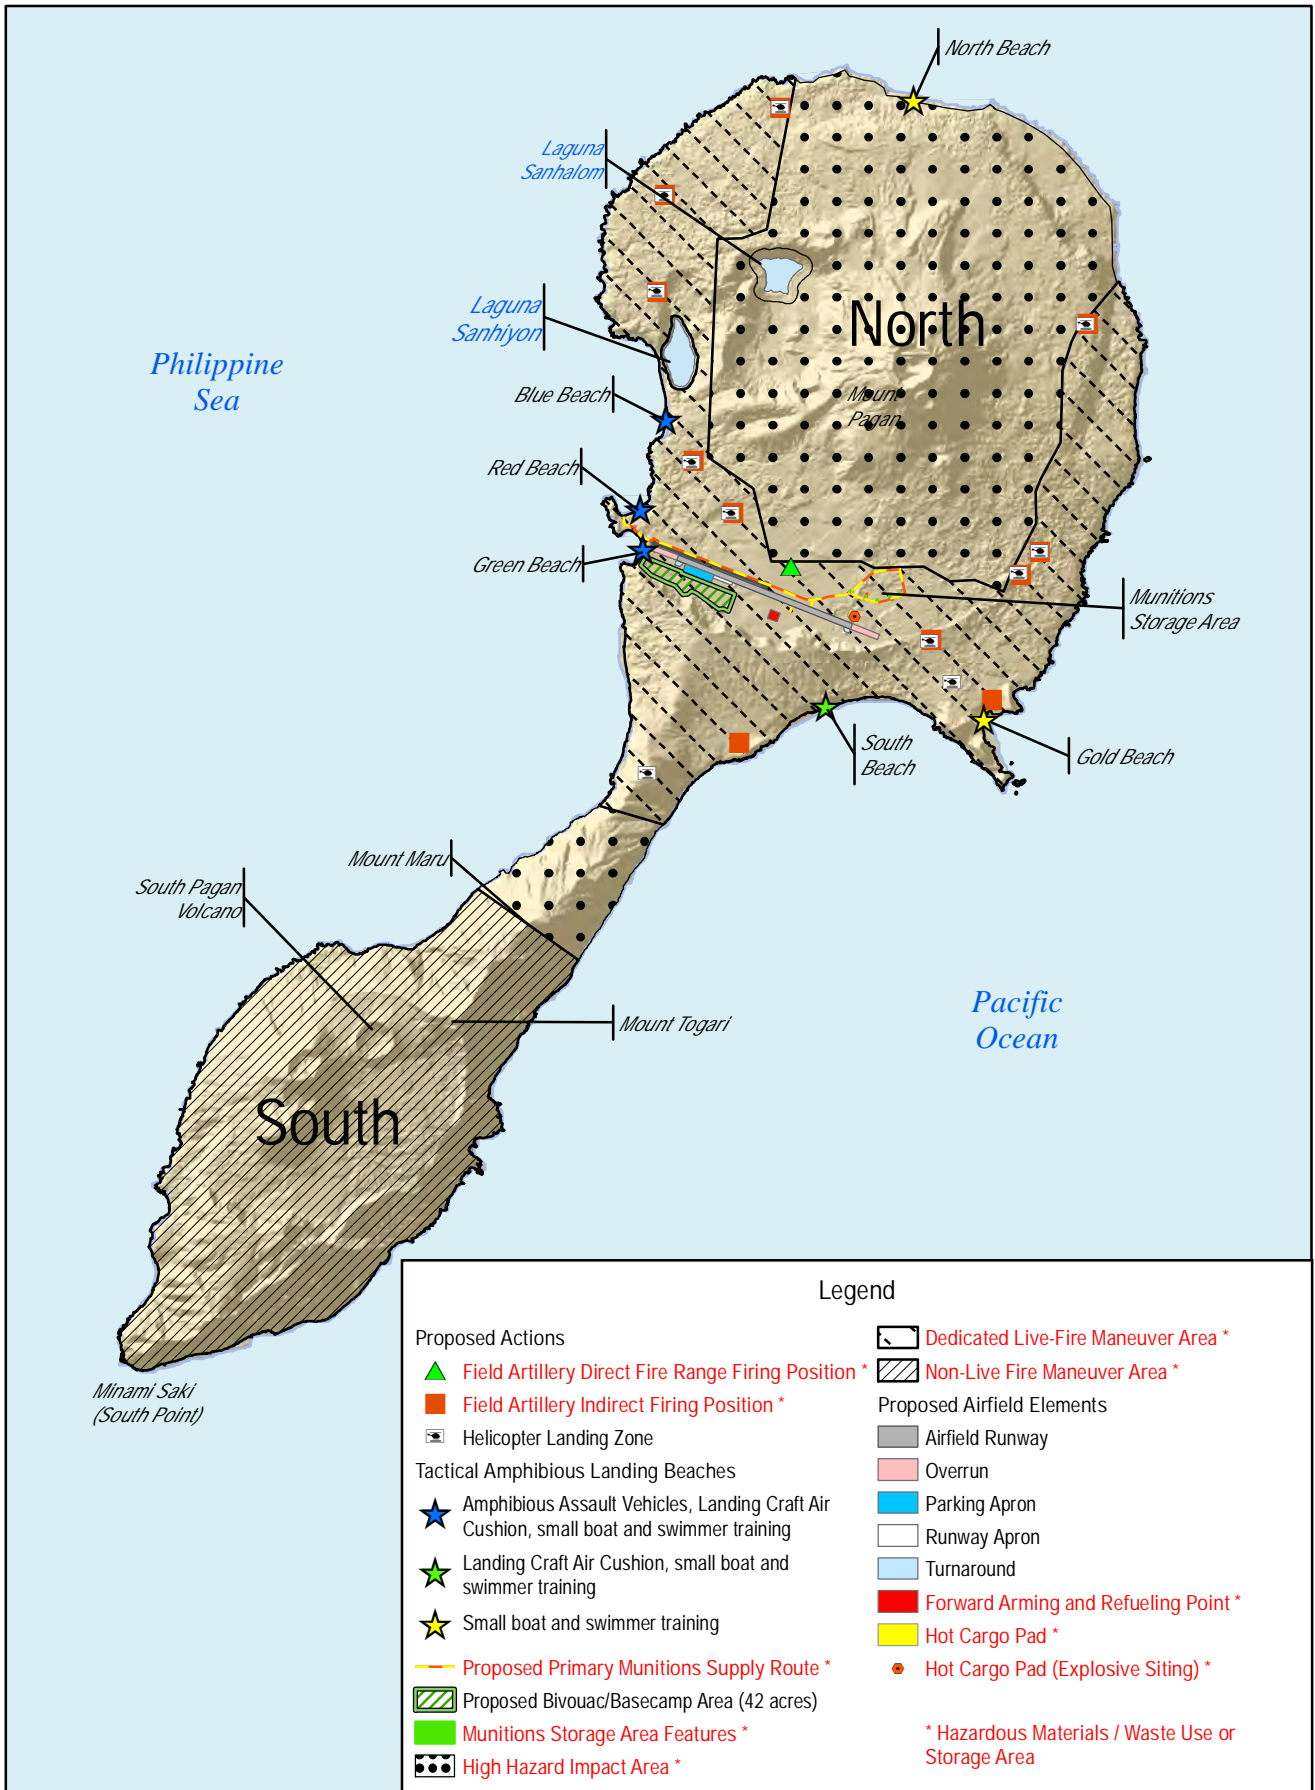 North Beach
Laguna
Sanhalom
Laguna
Sanhiyon
North
Philippine
Sea
Blue Beach
Mount
Pagan
Red Beach
Green Beach
Munitions
Storage Area
South
Beach
Gold Beach
Mount Maru
South Pagan
Volcano
Pacific
Ocean
Mount Togari
South
Minami Saki
(South Point)
Legend
Proposed Actions
Field Artillery Direct Fire Range Firing Position *
Field Artillery Indirect Firing Position *
Helicopter Landing Zone
Tactical Amphibious Landing Beaches
Amphibious Assault Vehicles, Landing Craft Air
Cushion, small boat and swimmer training
Landing Craft Air Cushion, small boat and
swimmer training
Small boat and swimmer training
Proposed Primary Munitions Supply Route *
Proposed Bivouac/Basecamp Area (42 acres)
Munitions Storage Area Features *
High Hazard Impact Area *
Dedicated Live-Fire Maneuver Area *
Non-Live Fire Maneuver Area *
Proposed Airfield Elements
Airfield Runway
Overrun
Parking Apron
Runway Apron
Turnaround
Forward Arming and Refueling Point *
Hot Cargo Pad *
Hot Cargo Pad (Explosive Siting) *
* Hazardous Materials / Waste Use or
Storage Area